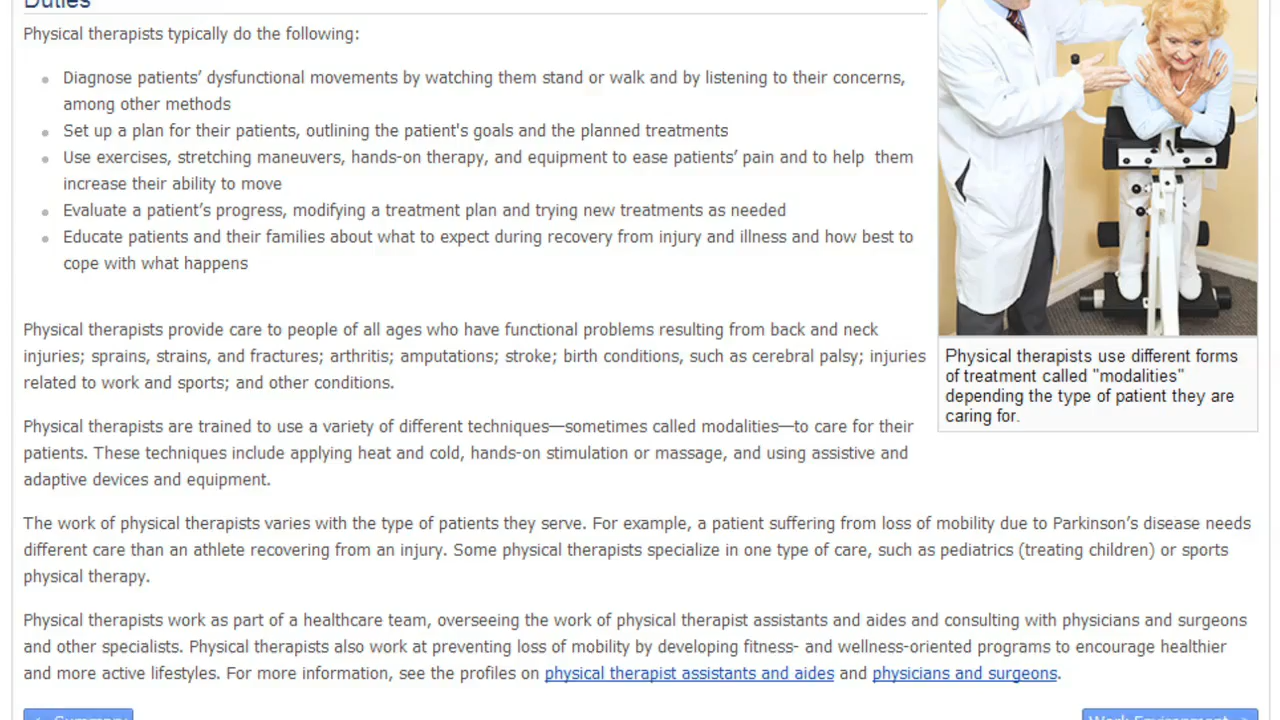 Duties
Physical therapists typically do the following:
Diagnose patients’ dysfunctional movements by watching them stand or walk and by listening to their concerns,
among other methods
Set up a plan for their patients, outlining the patient's goals and the planned treatments
Use exercises, stretching maneuvers, hands-on therapy, and equipment to ease patients’ pain and to help  them
increase their ability to move
Evaluate a patient’s progress, modifying a treatment plan and trying new treatments as needed
Educate patients and their families about what to expect during recovery from injury and illness and how best to
cope with what happens
Physical therapists provide care to people of all ages who have functional problems resulting from back and neck
injuries; sprains, strains, and fractures; arthritis; amputations; stroke; birth conditions, such as cerebral palsy; injuries
related to work and sports; and other conditions.
Physical therapists use different forms
of treatment called "modalities"
depending the type of patient they are
caring for.
Physical therapists are trained to use a variety of different techniques—sometimes called modalities—to care for their
patients. These techniques include applying heat and cold, hands-on stimulation or massage, and using assistive and
adaptive devices and equipment.
The work of physical therapists varies with the type of patients they serve. For example, a patient suffering from loss of mobility due to Parkinson’s disease needs
different care than an athlete recovering from an injury. Some physical therapists specialize in one type of care, such as pediatrics (treating children) or sports
physical therapy.
Physical therapists work as part of a healthcare team, overseeing the work of physical therapist assistants and aides and consulting with physicians and surgeons
and other specialists. Physical therapists also work at preventing loss of mobility by developing fitness- and wellness-oriented programs to encourage healthier
and more active lifestyles. For more information, see the profiles on physical therapist assistants and aides and physicians and surgeons.
<- Summary
Work Environment ->